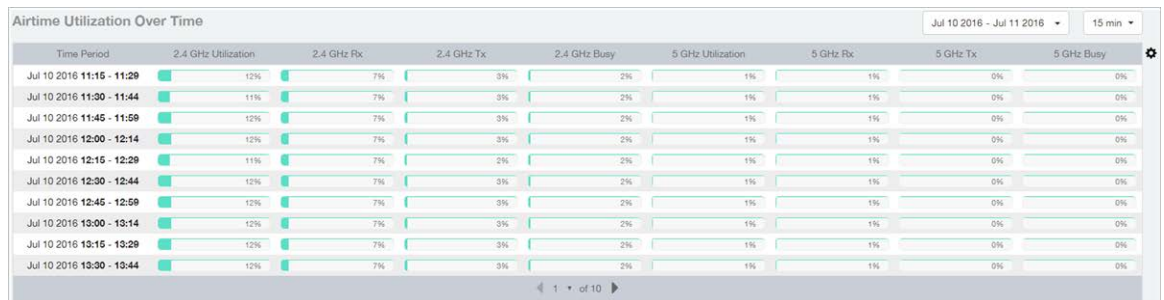 Airtime Utilization Over Time Jul 10 2016 - Jul 11 2016 15 min
Time Period 2.4 GHz Utilization 2.4 GHz Rx 2.4 GHz Tx 2.4 GHz Busy 5 GHz Utilization 5 GHz Rx 5 GHz Tx 5 GHz Busy
Jul 10 2016 11:15 - 11:29 12% 7% 3% 2% 1% 1% 0% 0%
Jul 10 2016 11:30 - 11:44 11% 7% 3% 2% 1% 1% 0% 0%
Jul 10 2016 11:45 - 11:59 12% 7% 3% 2% 1% 1% 0% 0%
Jul 10 2016 12:00 - 12:14 12% 7% 3% 2% 1% 1% 0% 0%
Jul 10 2016 12:15 - 12:29 11% 7% 2% 2% 1% 1% 0% 0%
Jul 10 2016 12:30 - 12:44 12% 7% 3% 2% 1% 1% 0% 0%
Jul 10 2016 12:45 - 12:59 12% 7% 3% 2% 1% 1% 0% 0%
Jul 10 2016 13:00 - 13:14 12% 7% 3% 2% 1% 1% 0% 0%
Jul 10 2016 13:15 - 13:29 12% 7% 3% 2% 1% 1% 0% 0%
Jul 10 2016 13:30 - 13:44 12% 7% 3% 2% 1% 1% 0% 0%
1 of 10